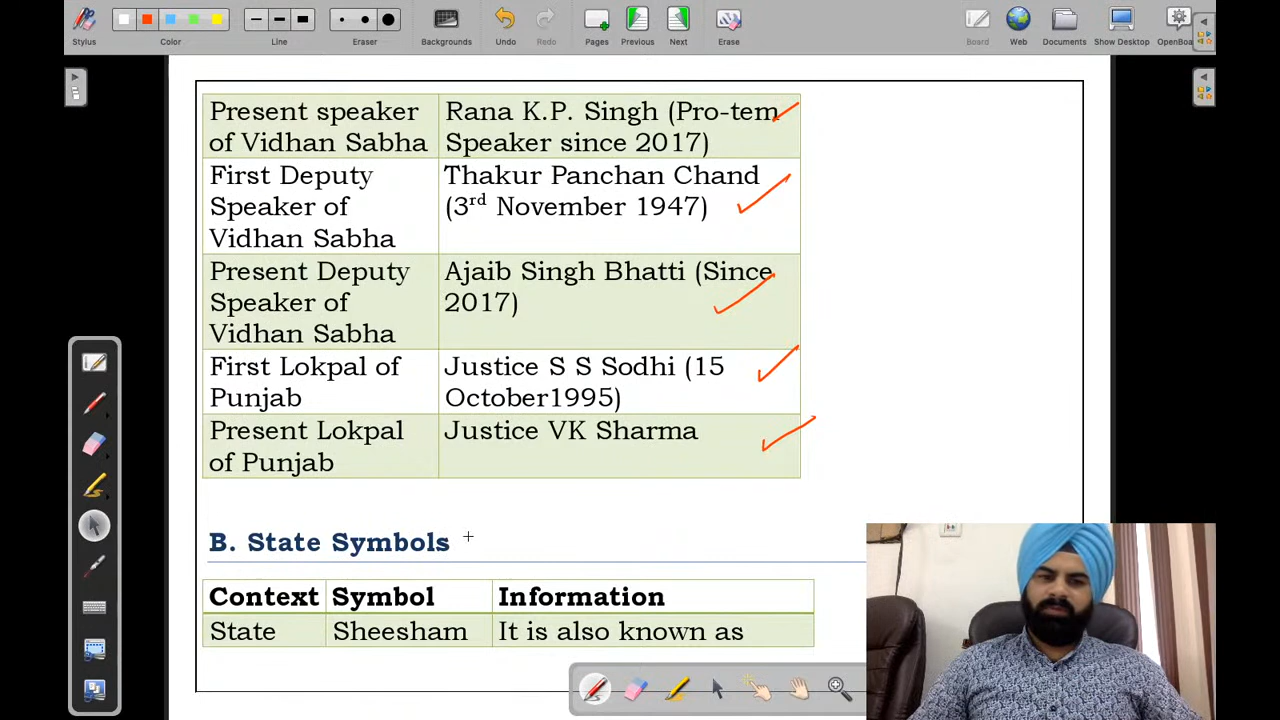 Stylus
Color
Line
Eraser
Backgrounds
Undo
Redo
Pages
Previous
Next
Erase
Board
Web
Documents
Show Desktop
OpenBoa
Present speaker
of Vidhan Sabha
Rana K.P. Singh (Pro-tem
Speaker since 2017)
First Deputy
Speaker of
Vidhan Sabha
Thakur Panchan Chand
(3rd November 1947)
Present Deputy
Speaker of
Vidhan Sabha
Ajaib Singh Bhatti (Since
2017)
First Lokpal of
Punjab
Justice S S Sodhi (15
October1995)
Present Lokpal
of Punjab
Justice VK Sharma
B. State Symbols
Context Symbol Information
State Sheesham It is also known as